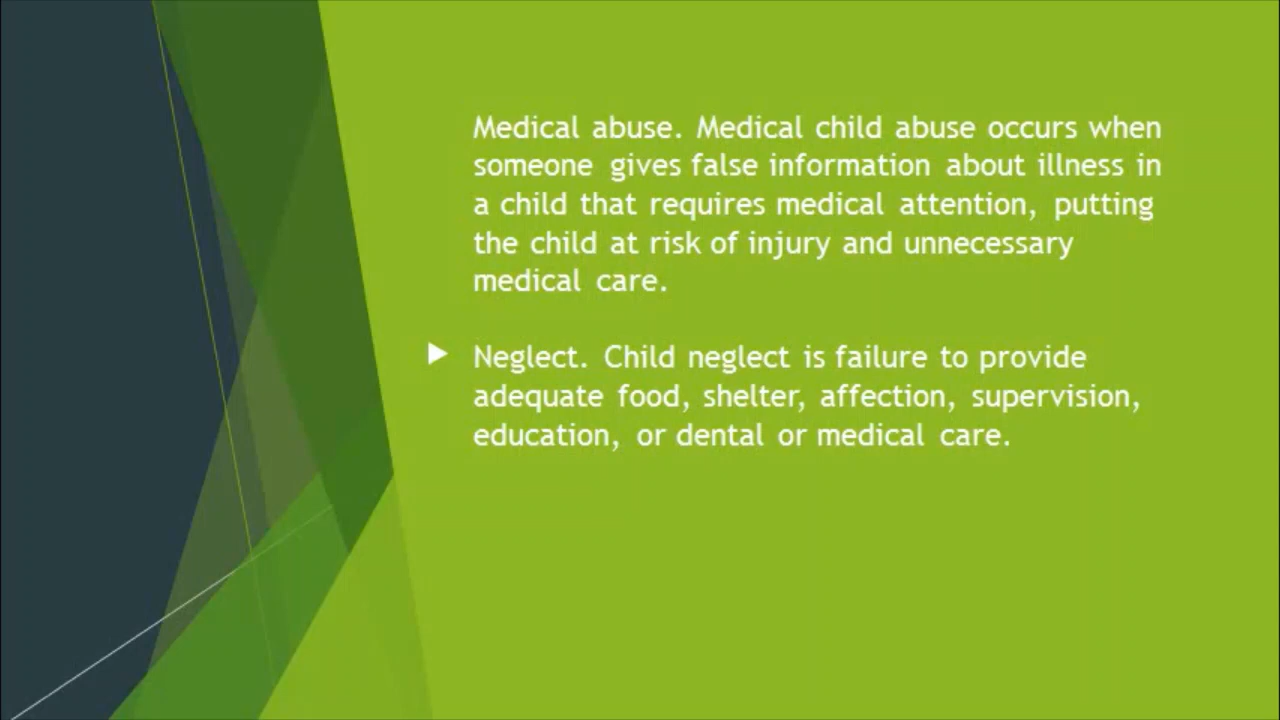 Medical abuse. Medical child abuse occurs when
someone gives false information about illness in
a child that requires medical attention, putting
the child at risk of injury and unnecessary
medical care.
Neglect. Child neglect is failure to provide
adequate food, shelter, affection, supervision,
education, or dental or medical care.